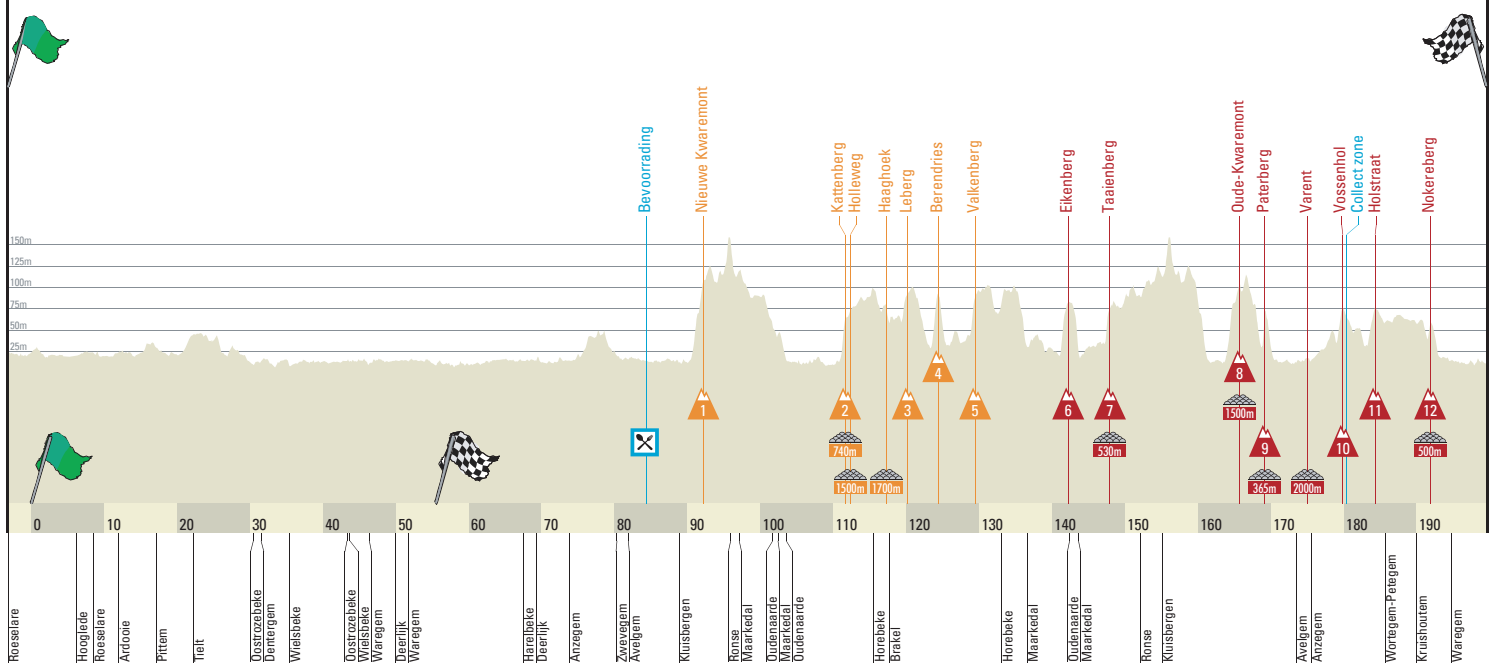 Bevoorrading
Nieuwe Kwaremont
Kattenberg
Holleweg
Haaghoek
Leberg
Berendries
Valkenberg
Eikenberg
Taaienberg
Oude-Kwaremont
Paterberg
Varent
Vossenhol
Collect zone
Holstraat
Nokereberg
150m
125m
100m
75m
50m
25m
1
2
3
4
5
6
7
8
9
10
11
12
740m
1500m
1700m
530m
1500m
365m
2000m
500m
0 10 20 30 40 50 60 70 80 90 100 110 120 130 140 150 160 170 180 190
Roeselare
Hooglede
Roeselare
Ardooie
Pittem
Tielt
Oostrozebeke
Dentergem
Wielsbeke
Oostrozebeke
Wielsbeke
Waregem
Deerlijk
Waregem
Harelbeke
Deerlijk
Anzegem
Zwevegem
Avelgem
Kluisbergen
Ronse
Maarkedal
Oudenaarde
Maarkedal
Oudenaarde
Horebeke
Brakel
Horebeke
Maarkedal
Oudenaarde
Maarkedal
Ronse
Kluisbergen
Avelgem
Anzegem
Wortegem-Petegem
Kruishoutem
Waregem